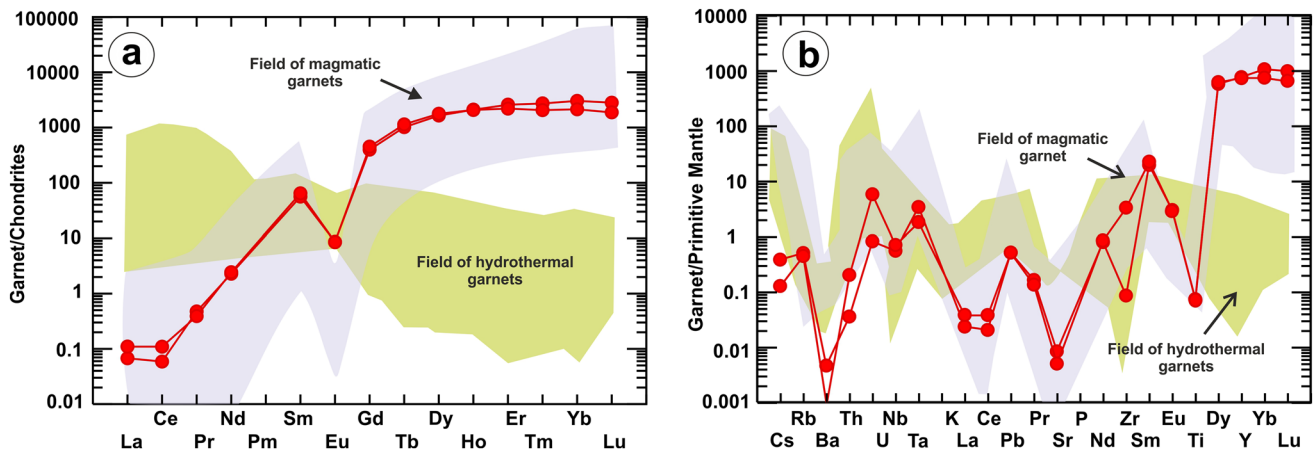 a
Garnet/Chondrites
100000
10000
1000
100
10
1
0.1
0.01
Field of magmatic
garnets
Field of hydrothermal
garnets
Ce Nd Sm Gd Dy Er Yb
La Pr Pm Eu Tb Ho Tm Lu
b
Garnet/Primitive Mantle
10000
1000
100
10
1
0.1
0.01
0.001
Field of magmatic
garnet
Field of hydrothermal
garnets
Rb Th Nb K Ce Pr P Zr Eu Dy Yb
Cs Ba U Ta La Pb Sr Nd Sm Ti Y Lu